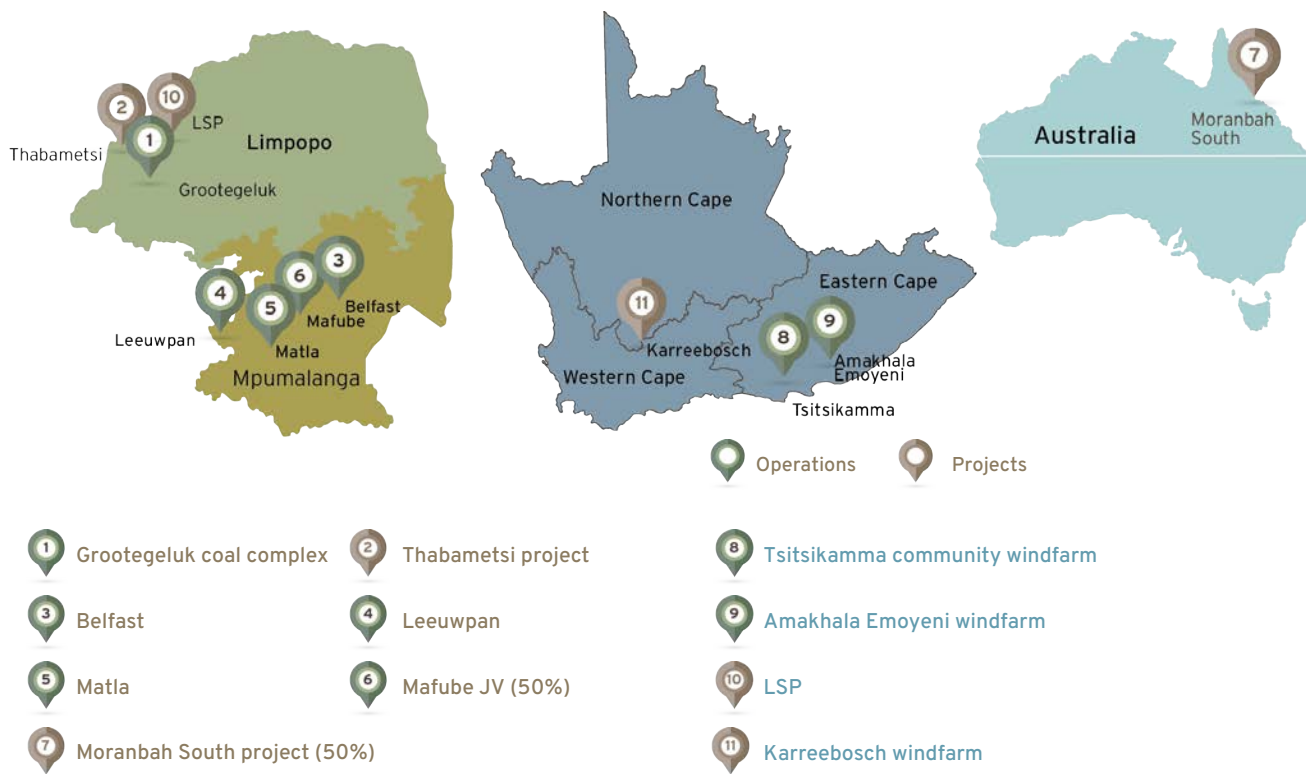 2
10
LSP
1
Thabametsi
Limpopo
Grootegeluk
4
5
6
3
Belfast
Mafube
Leeuwpan
Matla
Mpumalanga
Northern Cape
11
Karreebosch
Western Cape
Eastern Cape
8
9
Amakhala
Emoyeni
Tsitsikamma
7
Moranbah
South
Australia
Operations
Projects
1 Grootegeluk coal complex
2 Thabametsi project
3 Belfast
4 Leeuwpan
5 Matla
6 Mafube JV (50%)
7 Moranbah South project (50%)
8 Tsitsikamma community windfarm
9 Amakhala Emoyeni windfarm
10 LSP
11 Karreebosch windfarm